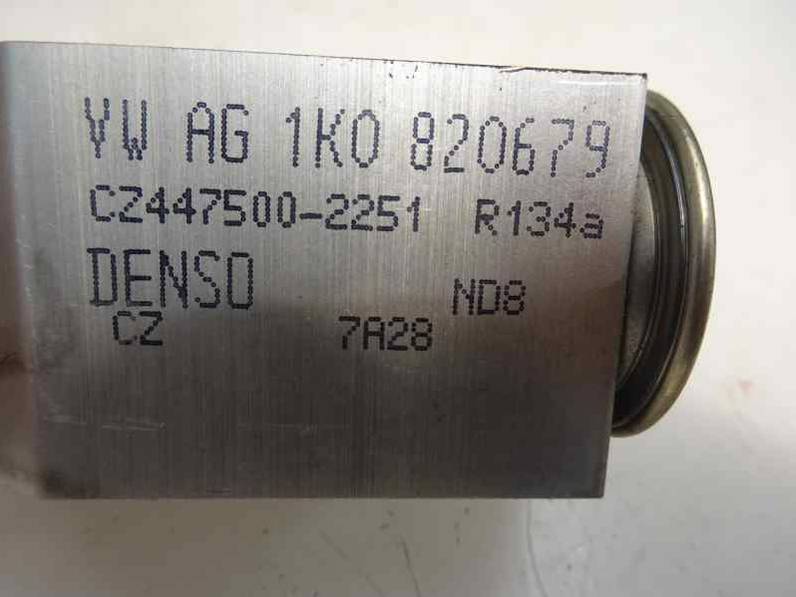 VW AG 1K0 820679
CZ447500-2251 R134a
DENSO ND8
CZ 7A28